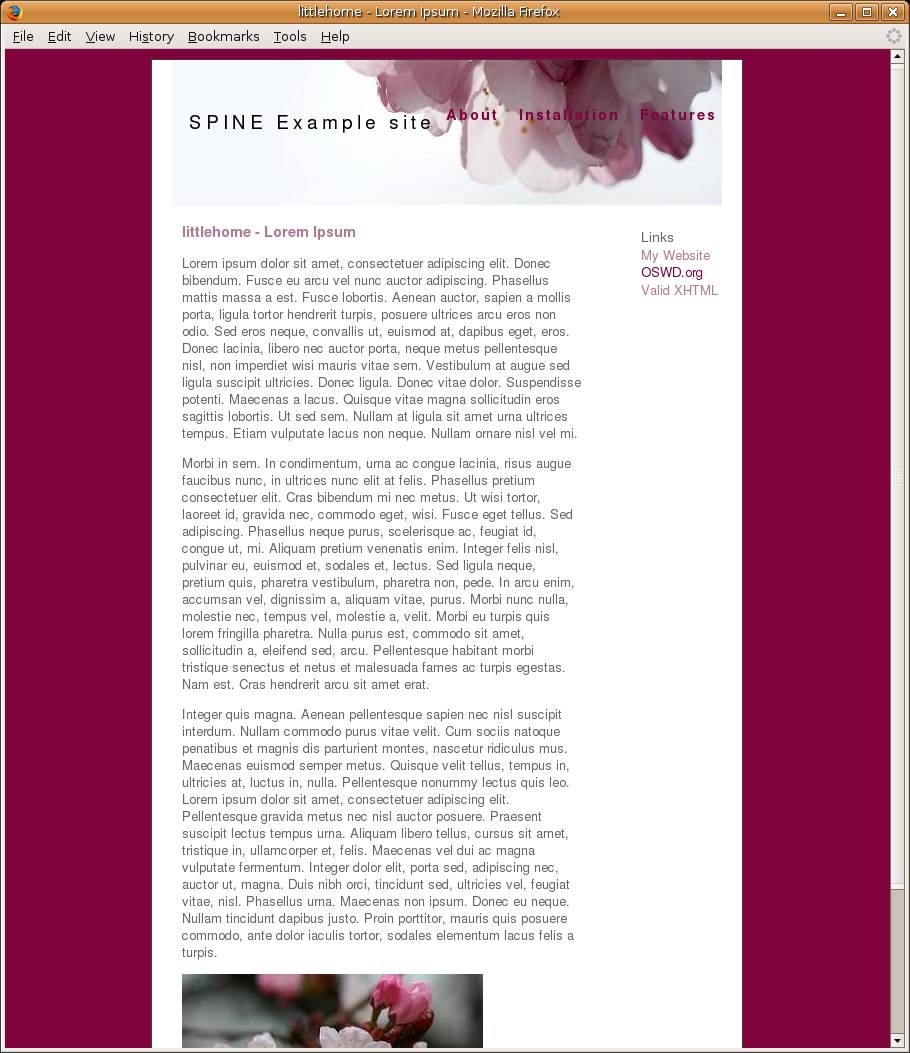 littlehome - Lorem Ipsum - Mozilla Firefox
File Edit View History Bookmarks Tools Help
SPINE Example site
About Installation Features
littlehome - Lorem Ipsum
Lorem ipsum dolor sit amet, consectetuer adipiscing elit. Donec
bibendum. Fusce eu arcu vel nunc auctor adipiscing. Phasellus
mattis massa a est. Fusce lobortis. Aenean auctor, sapien a mollis
porta, ligula tortor hendrerit turpis, posuere ultrices arcu eros non
odio. Sed eros neque, convallis ut, euismod at, dapibus eget, eros.
Donec lacinia, libero nec auctor porta, neque metus pellentesque
nisl, non imperdiet wisi mauris vitae sem. Vestibulum at augue sed
ligula suscipit ultricies. Donec ligula. Donec vitae dolor. Suspendisse
potenti. Maecenas a lacus. Quisque vitae magna sollicitudin eros
sagittis lobortis. Ut sed sem. Nullam at ligula sit amet urna ultrices
tempus. Etiam vulputate lacus non neque. Nullam ornare nisl vel mi.
Morbi in sem. In condimentum, urna ac congue lacinia, risus augue
faucibus nunc, in ultrices nunc elit at felis. Phasellus pretium
consectetuer elit. Cras bibendum mi nec metus. Ut wisi tortor,
laoreet id, gravida nec, commodo eget, wisi. Fusce eget tellus. Sed
adipiscing. Phasellus neque purus, scelerisque ac, feugiat id,
congue ut, mi. Aliquam pretium venenatis enim. Integer felis nisl,
pulvinar eu, euismod et, sodales et, lectus. Sed ligula neque,
pretium quis, pharetra vestibulum, pharetra non, pede. In arcu enim,
accumsan vel, dignissim a, aliquam vitae, purus. Morbi nunc nulla,
molestie nec, tempus vel, molestie a, velit. Morbi eu turpis quis
lorem fringilla pharetra. Nulla purus est, commodo sit amet,
sollicitudin a, eleifend sed, arcu. Pellentesque habitant morbi
tristique senectus et netus et malesuada fames ac turpis egestas.
Nam est. Cras hendrerit arcu sit amet erat.
Integer quis magna. Aenean pellentesque sapien nec nisl suscipit
interdum. Nullam commodo purus vitae velit. Cum sociis natoque
penatibus et magnis dis parturient montes, nascetur ridiculus mus.
Maecenas euismod semper metus. Quisque velit tellus, tempus in,
ultricies at, luctus in, nulla. Pellentesque nonummy lectus quis leo.
Lorem ipsum dolor sit amet, consectetuer adipiscing elit.
Pellentesque gravida metus nec nisl auctor posuere. Praesent
suscipit lectus tempus urna. Aliquam libero tellus, cursus sit amet,
tristique in, ullamcorper et, felis. Maecenas vel dui ac magna
vulputate fermentum. Integer dolor elit, porta sed, adipiscing nec,
auctor ut, magna. Duis nibh orci, tincidunt sed, ultricies vel, feugiat
vitae, nisl. Phasellus urna. Maecenas non ipsum. Donec eu neque.
Nullam tincidunt dapibus justo. Proin porttitor, mauris quis posuere
commodo, ante dolor iaculis tortor, sodales elementum lacus felis a
turpis.
Links
My Website
OSWD.org
Valid XHTML